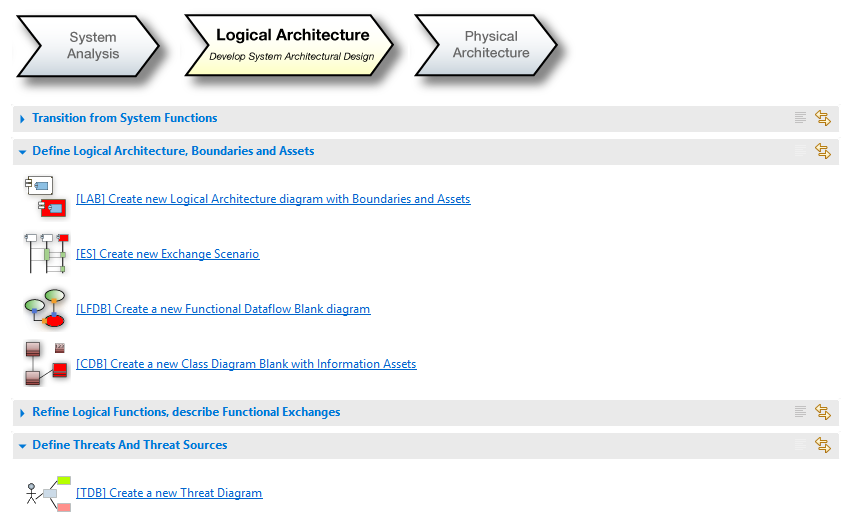 System
Analysis
Logical Architecture
Develop System Architectural Design
Physical
Architecture
Transition from System Functions
Define Logical Architecture, Boundaries and Assets
[LAB] Create new Logical Architecture diagram with Boundaries and Assets
[ES] Create new Exchange Scenario
[LFDB] Create a new Functional Dataflow Blank diagram
[CDB] Create a new Class Diagram Blank with Information Assets
Refine Logical Functions, describe Functional Exchanges
Define Threats And Threat Sources
[TDB] Create a new Threat Diagram